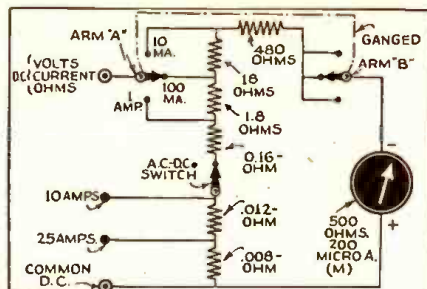 ARM "A"
10 MA.
480 OHMS
GANGED
VOLTS
DC CURRENT
OHMS
100 MA.
18 OHMS
ARM "B"
1 AMP.
1.8 OHMS
A.C.-D.C. SWITCH
0.16-OHM
10 AMPS.
.012-OHM
25 AMPS.
.008-OHM
COMMON D.C.
-
+
500 OHMS.
200 MICRO A.
(M)